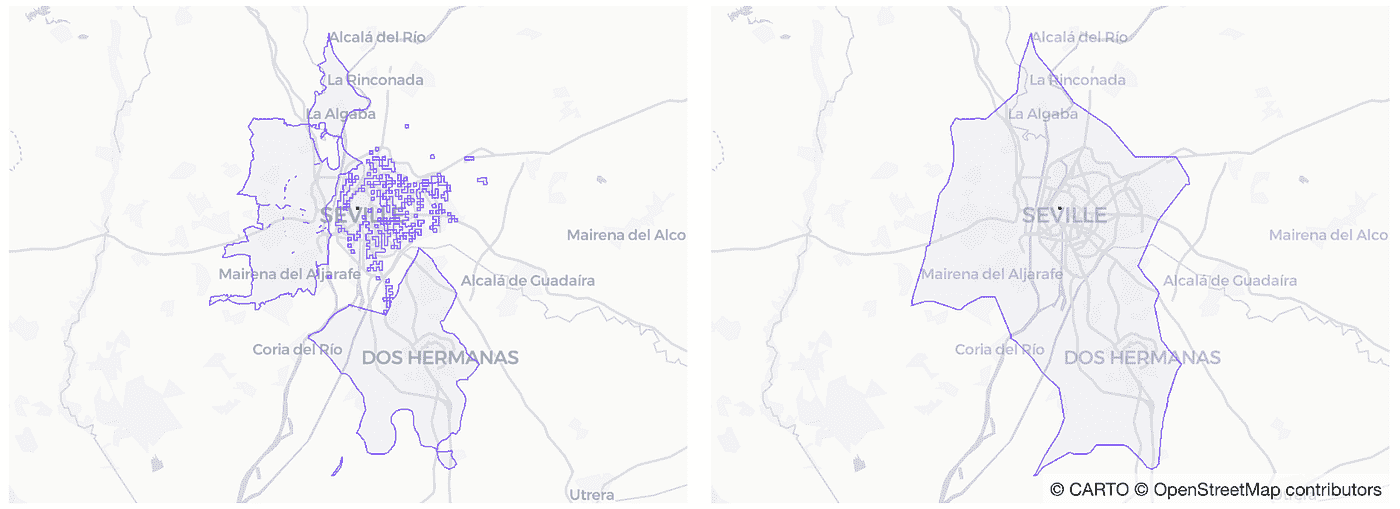 Alcalá del Río
La Rinconada
La Algaba
SEVILLE
Mairena del Alco
Mairena del Aljarafe
Alcalá de Guadaíra
Coria del Río
DOS HERMANAS
Utrera
Alcalá del Río
La Rinconada
La Algaba
SEVILLE
Mairena del Alco
Mairena del Aljarafe
Alcalá de Guadaíra
Coria del Río
DOS HERMANAS
© CARTO © OpenStreetMap contributors